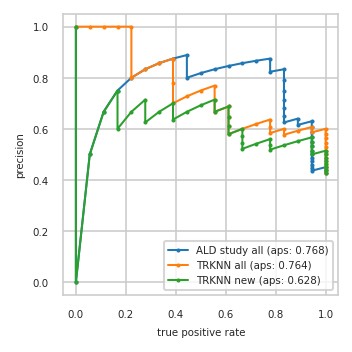 1.0
0.8
0.6
0.4
0.2
0.0
precision
0.0 0.2 0.4 0.6 0.8 1.0
true positive rate
ALD study all (aps: 0.768)
TRKNN all (aps: 0.764)
TRKNN new (aps: 0.628)